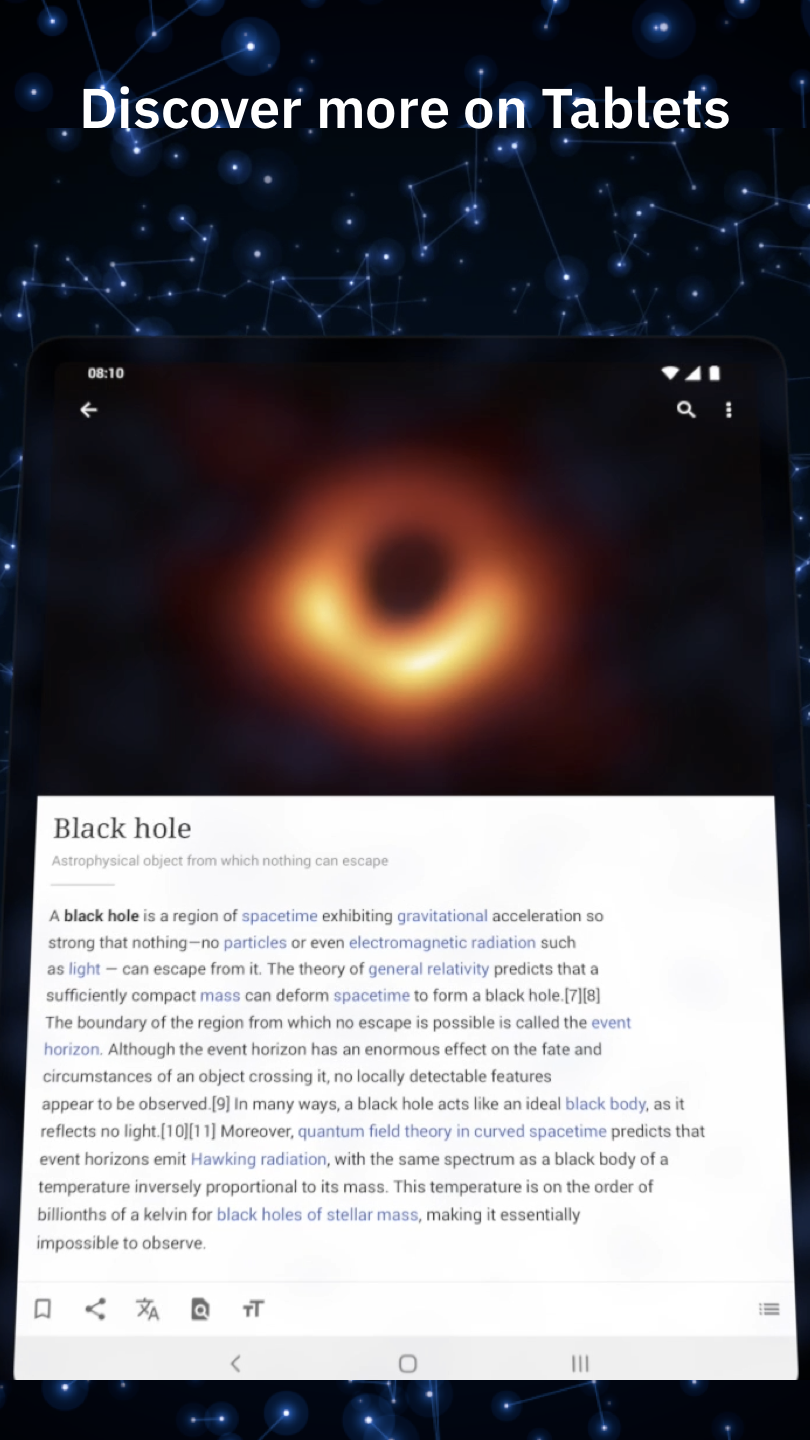 Discover more on Tablets
08:10
Black hole
Astrophysical object from which nothing can escape
A black hole is a region of spacetime exhibiting gravitational acceleration so
strong that nothing—no particles or even electromagnetic radiation such
as light — can escape from it. The theory of general relativity predicts that a
sufficiently compact mass can deform spacetime to form a black hole.[7][8]
The boundary of the region from which no escape is possible is called the event
horizon. Although the event horizon has an enormous effect on the fate and
circumstances of an object crossing it, no locally detectable features
appear to be observed.[9] In many ways, a black hole acts like an ideal black body, as it
reflects no light.[10][11] Moreover, quantum field theory in curved spacetime predicts that
event horizons emit Hawking radiation, with the same spectrum as a black body of a
temperature inversely proportional to its mass. This temperature is on the order of
billionths of a kelvin for black holes of stellar mass, making it essentially
impossible to observe.